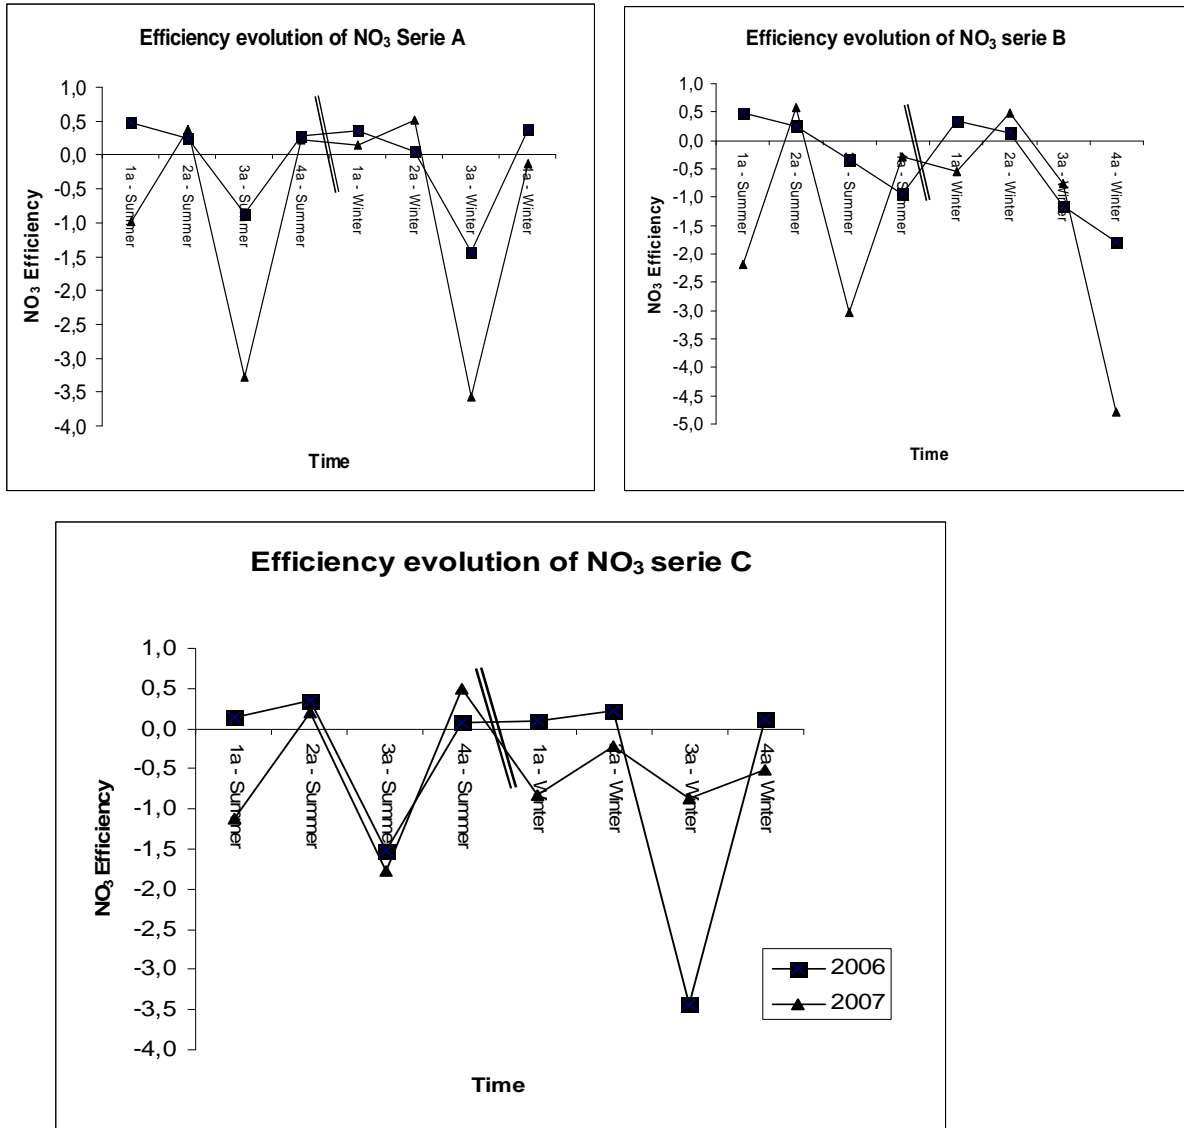 Efficiency evolution of NO₃ Serie A
1,0
0,5
0,0
-0,5
-1,0
-1,5
-2,0
-2,5
-3,0
-3,5
-4,0
NO₃ Efficiency
1a - Summer
2a - Summer
3a - Summer
4a - Summer
1a - Winter
2a - Winter
3a - Winter
4a - Winter
Time
Efficiency evolution of NO₃ serie B
1,0
0,5
0,0
-0,5
-1,0
-1,5
-2,0
-2,5
-3,0
-3,5
-4,0
-4,5
-5,0
NO₃ Efficiency
1a - Summer
2a - Summer
- Summer
- Summer
1a - Winter
2a - Winter
3a - Winter
4a - Winter
Time
Efficiency evolution of NO₃ serie C
1,0
0,5
0,0
-0,5
-1,0
-1,5
-2,0
-2,5
-3,0
-3,5
-4,0
NO₃ Efficiency
1a - Summer
2a - Summer
3a - Summer
4a - Summer
1a - Winter
2a - Winter
3a - Winter
4a - Winter
2006
2007
Time